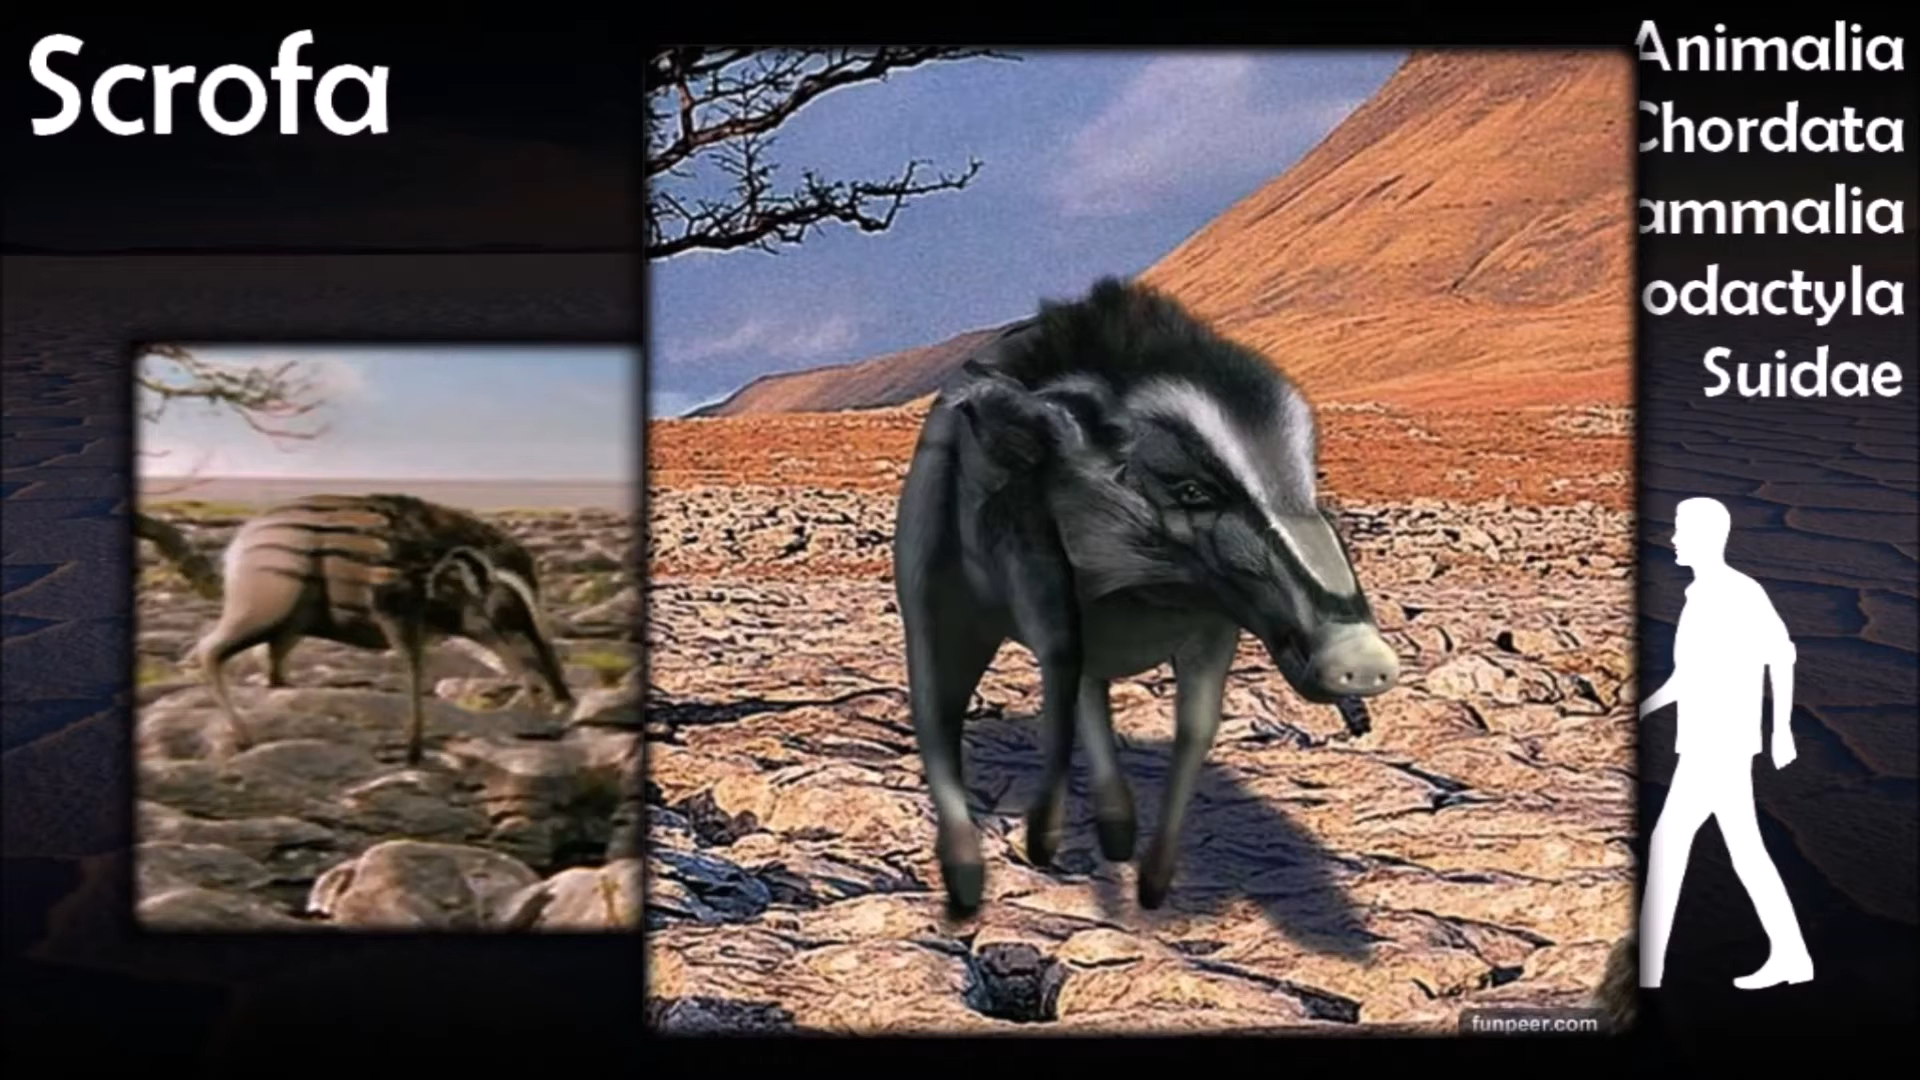 Scrofa
Animalia
Chordata
ammalia
odactyla
Suidae
funpeer.com